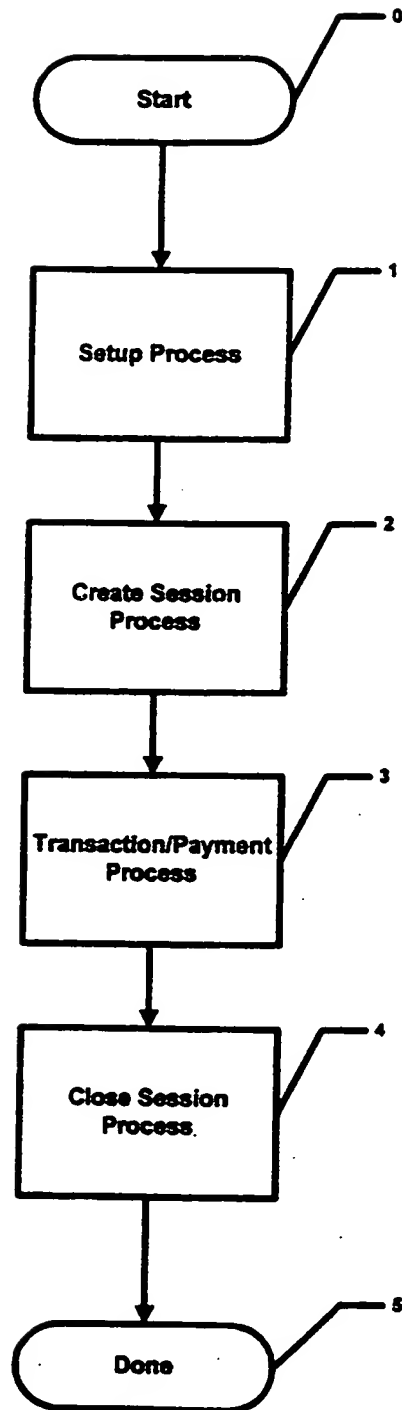 0
Start
1
Setup Process
2
Create Session
Process
3
Transaction/Payment
Process
4
Close Session
Process
5
Done